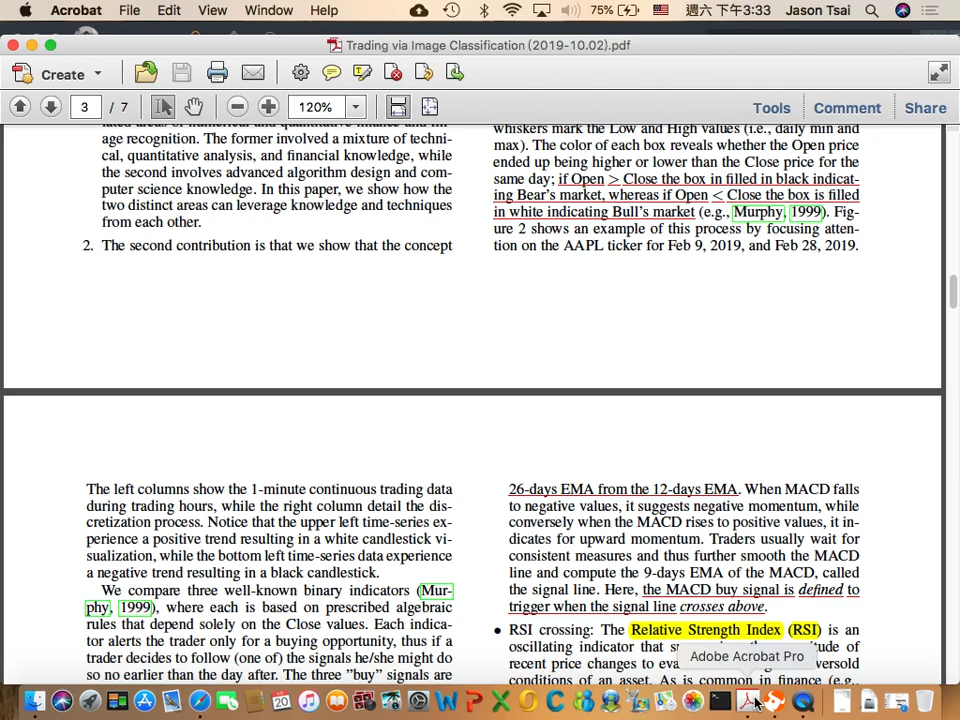 Acrobat File Edit View Window Help 75% 週六 下午3:33 Jason Tsai
Trading via Image Classification (2019-10.02).pdf
Create
3 / 7 120% Tools Comment Share
age recognition. The former involved a mixture of techni-
cal, quantitative analysis, and financial knowledge, while
the second involves advanced algorithm design and com-
puter science knowledge. In this paper, we show how the
two distinct areas can leverage knowledge and techniques
from each other.
2. The second contribution is that we show that the concept
whiskers mark the Low and High values (i.e., daily min and
max). The color of each box reveals whether the Open price
ended up being higher or lower than the Close price for the
same day; if Open > Close the box in filled in black indicat-
ing Bear's market, whereas if Open < Close the box is filled
in white indicating Bull's market (e.g., Murphy, 1999). Fig-
ure 2 shows an example of this process by focusing atten-
tion on the AAPL ticker for Feb 9, 2019, and Feb 28, 2019.
The left columns show the 1-minute continuous trading data
during trading hours, while the right column detail the dis-
cretization process. Notice that the upper left time-series ex-
perience a positive trend resulting in a white candlestick vi-
sualization, while the bottom left time-series data experience
a negative trend resulting in a black candlestick.
We compare three well-known binary indicators (Mur-
phy, 1999), where each is based on prescribed algebraic
rules that depend solely on the Close values. Each indica-
tor alerts the trader only for a buying opportunity, thus if a
trader decides to follow (one of) the signals he/she might do
so no earlier than the day after. The three "buy" signals are
26-days EMA from the 12-days EMA. When MACD falls
to negative values, it suggests negative momentum, while
conversely when the MACD rises to positive values, it in-
dicates for upward momentum. Traders usually wait for
consistent measures and thus further smooth the MACD
line and compute the 9-days EMA of the MACD, called
the signal line. Here, the MACD buy signal is defined to
trigger when the signal line crosses above.
• RSI crossing: The Relative Strength Index (RSI) is an
oscillating indicator that
of
recent price changes to
conditions of an asset. As is common in finance (e.g.,
Adobe Acrobat Pro
20